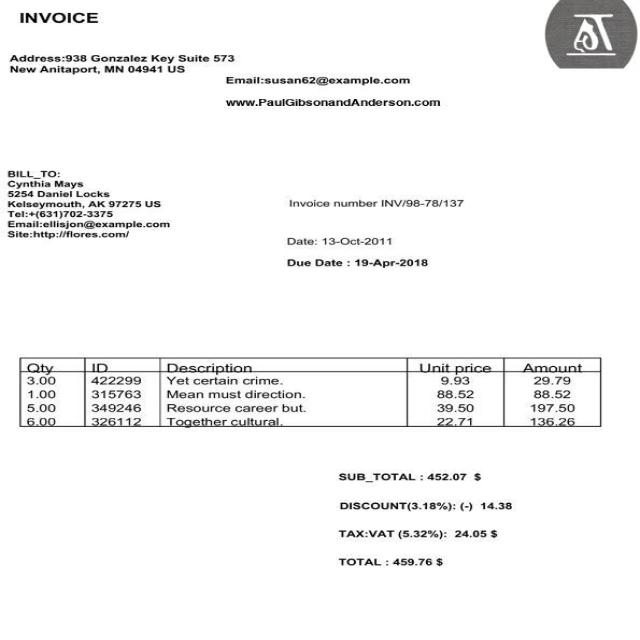 INVOICE
Address:938 Gonzalez Key Suite 573
New Anitaport, MN 04941 US
Email:susan62@example.com
www.PaulGibsonandAnderson.com
BILL_TO:
Cynthia Mays
5254 Daniel Locks
Kelseymouth, AK 97275 US
Tel:+(631)702-3375
Email:ellisjon@example.com
Site:http://flores.com/
Invoice number INV/98-78/137
Date: 13-Oct-2011
Due Date : 19-Apr-2018
Qty ID Description Unit price Amount
3.00 422299 Yet certain crime. 9.93 29.79
1.00 315763 Mean must direction. 88.52 88.52
5.00 349246 Resource career but. 39.50 197.50
6.00 326112 Together cultural. 22.71 136.26
SUB_TOTAL : 452.07 $
DISCOUNT(3.18%): (-) 14.38
TAX:VAT (5.32%): 24.05 $
TOTAL : 459.76 $